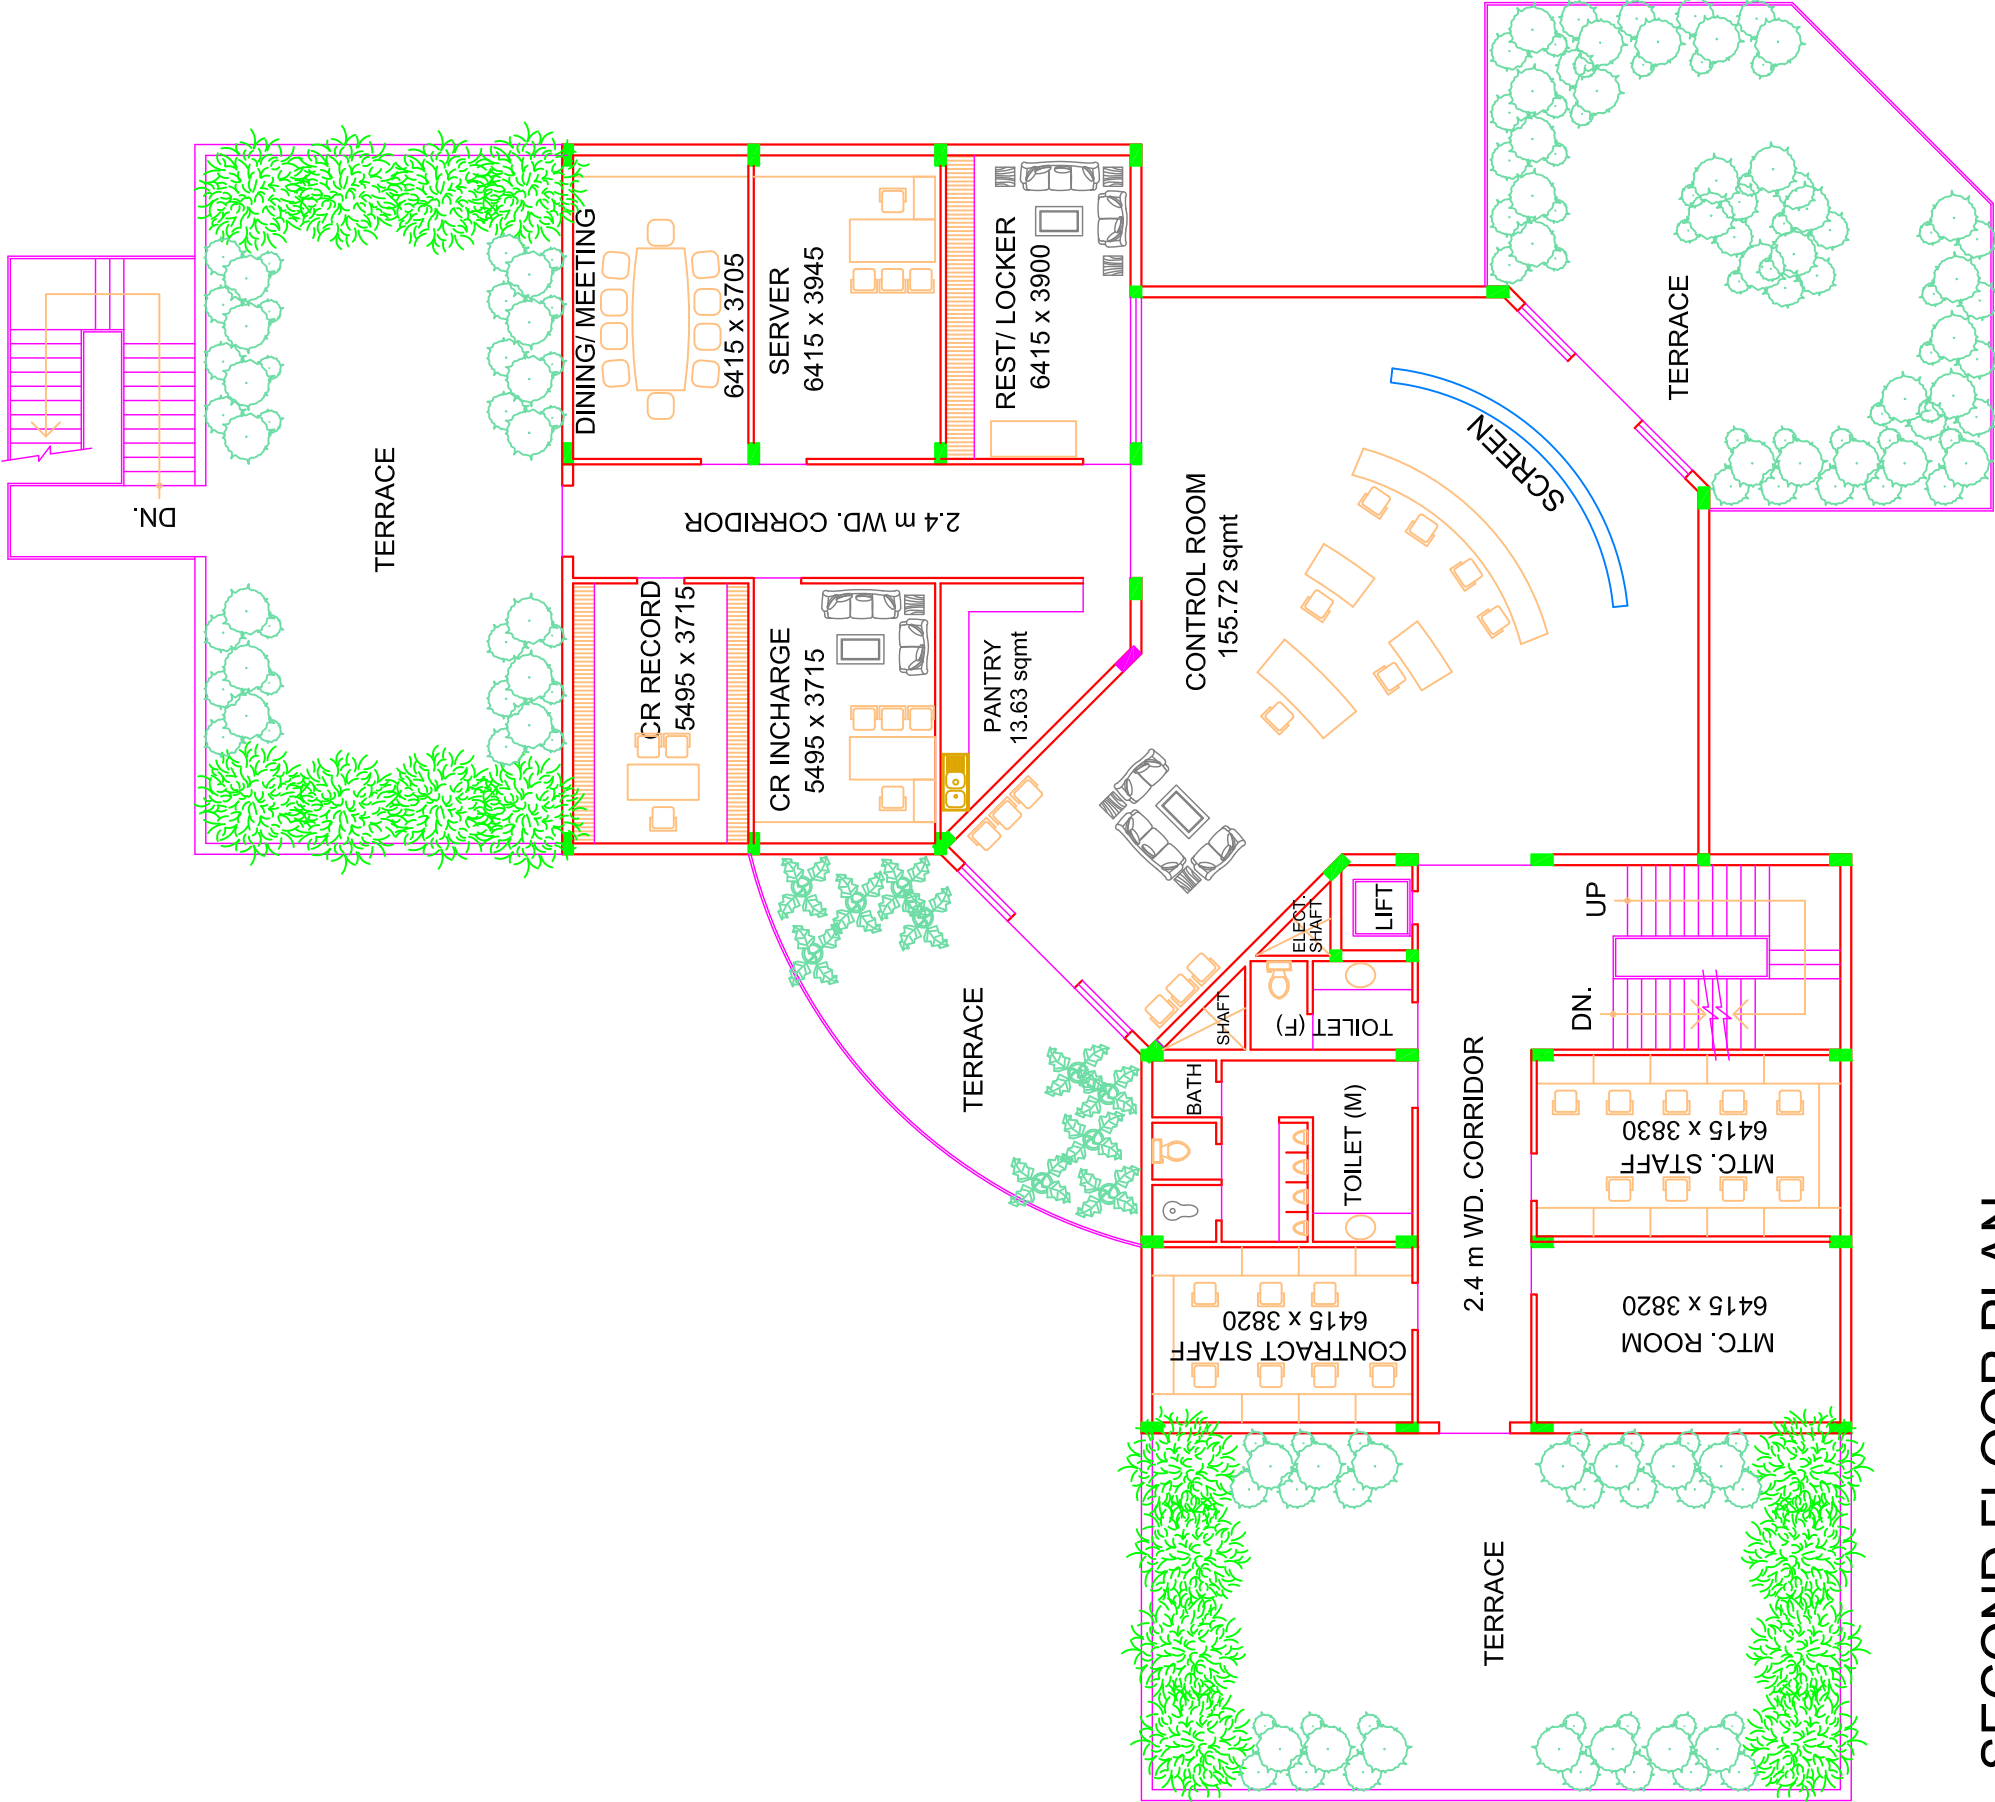 DN.
TERRACE
DINING/ MEETING
6415 x 3705
SERVER
6415 x 3945
REST/ LOCKER
6415 x 3900
2.4 m WD. CORRIDOR
CR RECORD
5495 x 3715
CR INCHARGE
5495 x 3715
PANTRY
13.63 sqmt
CONTROL ROOM
155.72 sqmt
SCREEN
TERRACE
TERRACE
ELECT.
SHAFT
LIFT
SHAFT
TOILET (F)
BATH
TOILET (M)
UP
DN.
2.4 m WD. CORRIDOR
MTC. STAFF
6415 x 3830
MTC. ROOM
6415 x 3820
CONTRACT STAFF
6415 x 3820
TERRACE
SECOND FLOOR PLAN